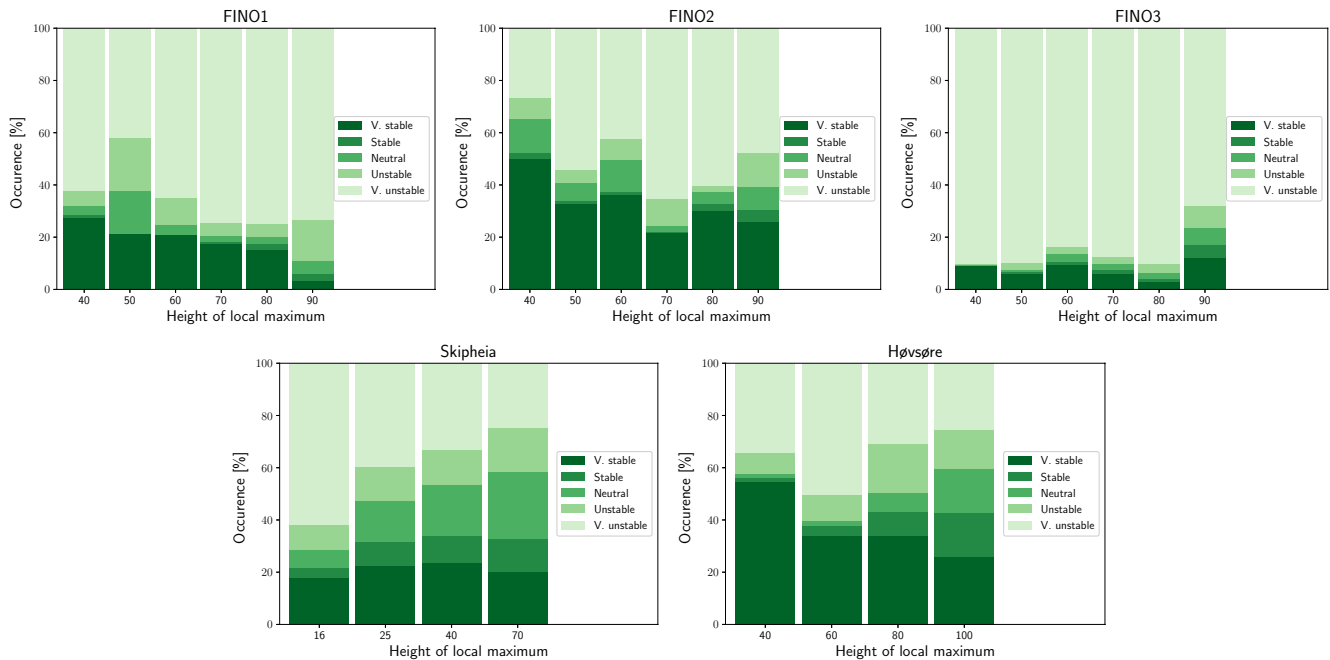 FINO1
100
80
60
40
20
0
Occurence [%]
V. stable
Stable
Neutral
Unstable
V. unstable
40 50 60 70 80 90
Height of local maximum
FINO2
100
80
60
40
20
0
Occurence [%]
V. stable
Stable
Neutral
Unstable
V. unstable
40 50 60 70 80 90
Height of local maximum
FINO3
100
80
60
40
20
0
Occurence [%]
V. stable
Stable
Neutral
Unstable
V. unstable
40 50 60 70 80 90
Height of local maximum
Skipheia
100
80
60
40
20
0
Occurence [%]
V. stable
Stable
Neutral
Unstable
V. unstable
16 25 40 70
Height of local maximum
Høvsøre
100
80
60
40
20
0
Occurence [%]
V. stable
Stable
Neutral
Unstable
V. unstable
40 60 80 100
Height of local maximum